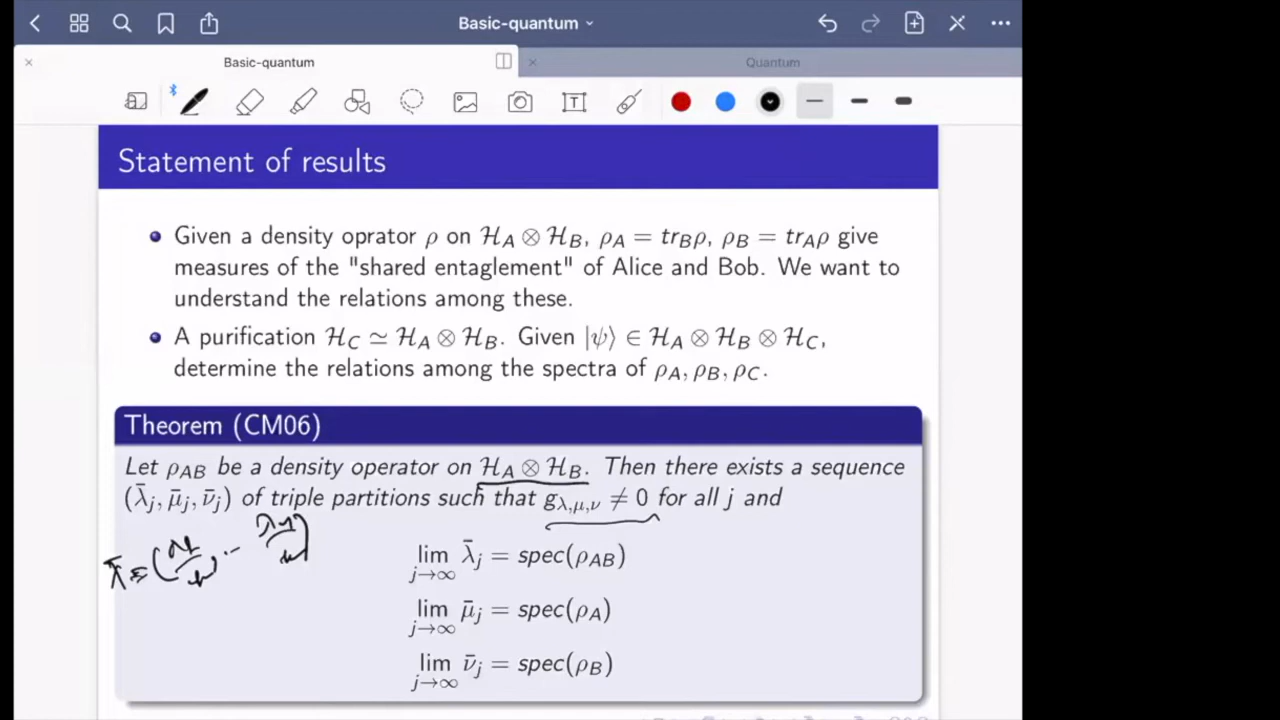 Basic-quantum
Basic-quantum
Quantum
Statement of results
Given a density oprator ρ on ℋ_A ⊗ ℋ_B, ρ_A = tr_Bρ, ρ_B = tr_Aρ give
measures of the "shared entaglement" of Alice and Bob. We want to
understand the relations among these.
A purification ℋ_C ≃ ℋ_A ⊗ ℋ_B. Given |ψ⟩ ∈ ℋ_A ⊗ ℋ_B ⊗ ℋ_C,
determine the relations among the spectra of ρ_A, ρ_B, ρ_C.
Theorem (CM06)
Let ρ_AB be a density operator on ℋ_A ⊗ ℋ_B. Then there exists a sequence
(λ̄_j, μ̄_j, ν̄_j) of triple partitions such that g_λ,μ,ν ≠ 0 for all j and
lim_{j→∞} λ̄_j = spec(ρ_AB)
lim_{j→∞} μ̄_j = spec(ρ_A)
lim_{j→∞} ν̄_j = spec(ρ_B)